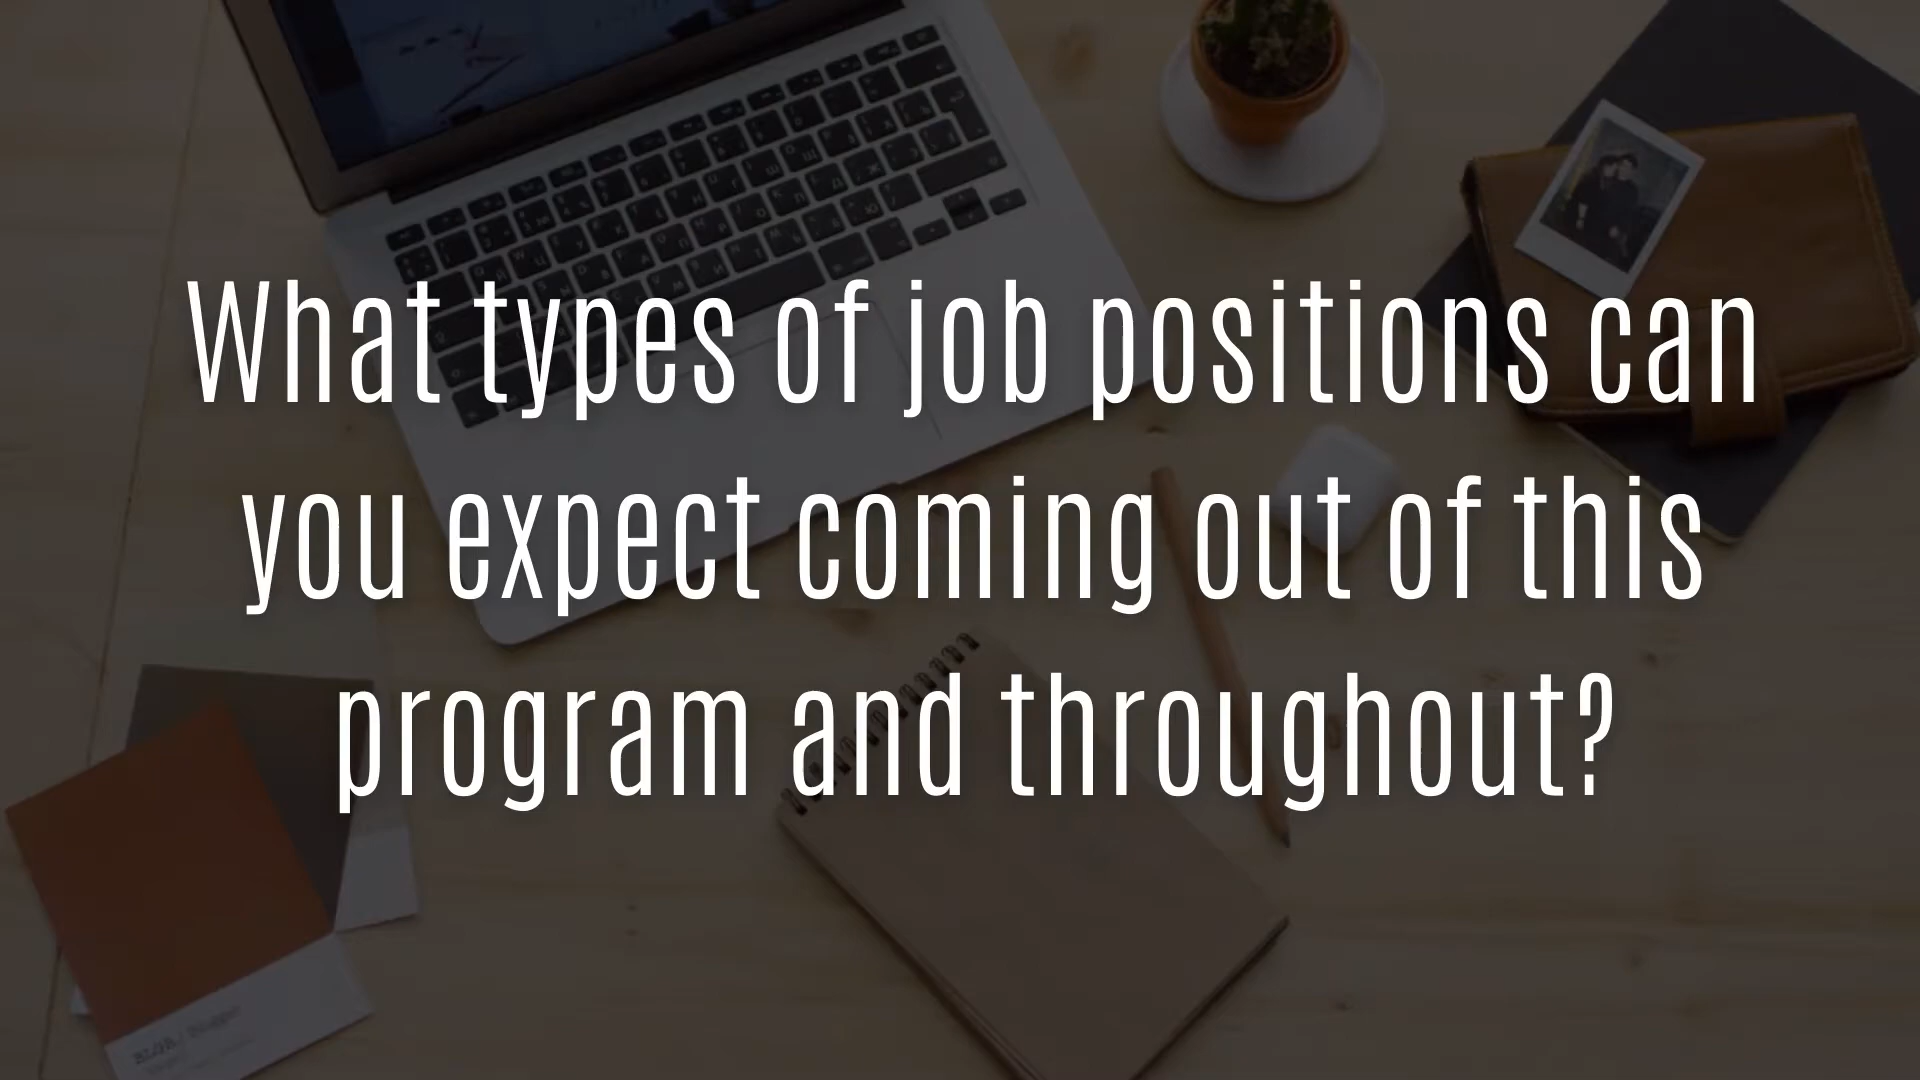 What types of job positions can
you expect coming out of this
program and throughout?